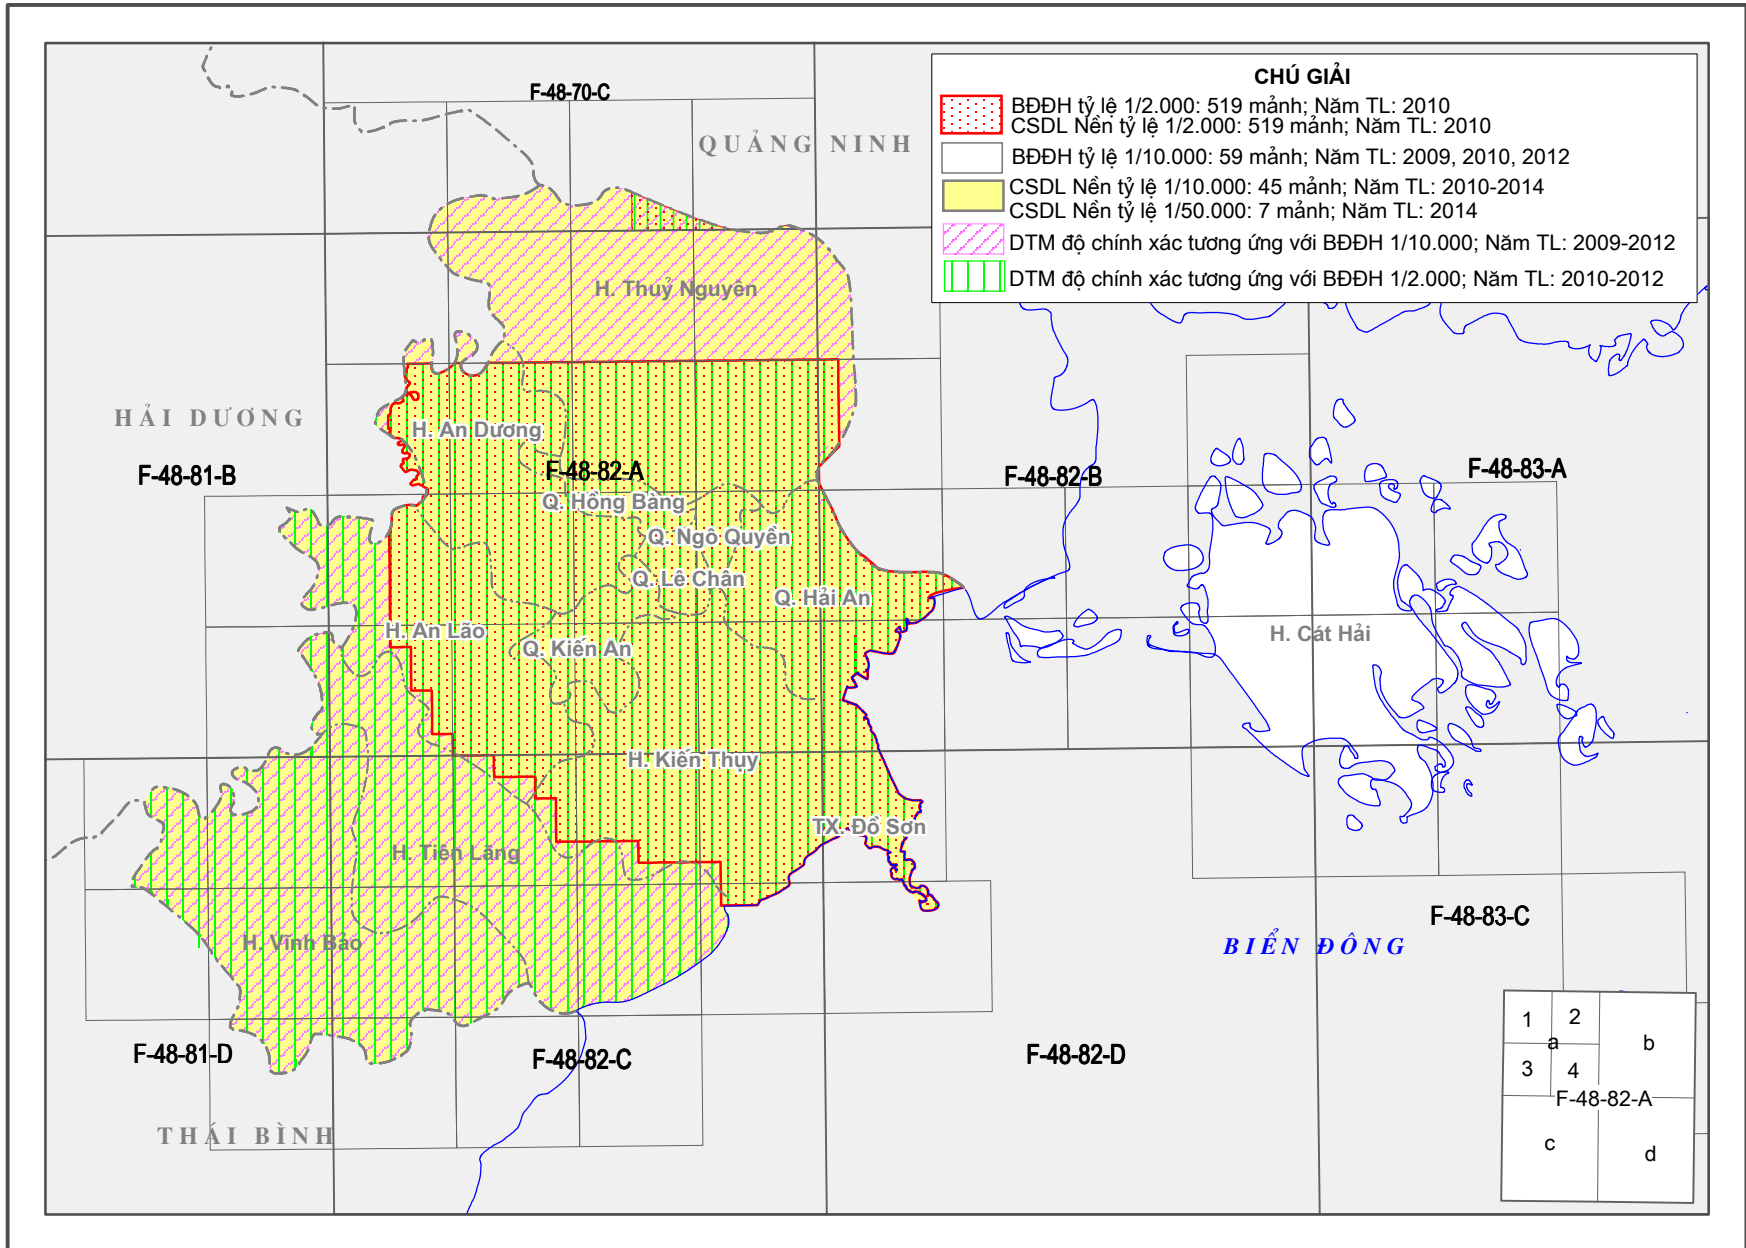 CHÚ GIẢI
BĐĐH tỷ lệ 1/2.000: 519 mảnh; Năm TL: 2010
CSDL Nền tỷ lệ 1/2.000: 519 mảnh; Năm TL: 2010
BĐĐH tỷ lệ 1/10.000: 59 mảnh; Năm TL: 2009, 2010, 2012
CSDL Nền tỷ lệ 1/10.000: 45 mảnh; Năm TL: 2010-2014
CSDL Nền tỷ lệ 1/50.000: 7 mảnh; Năm TL: 2014
DTM độ chính xác tương ứng với BĐĐH 1/10.000; Năm TL: 2009-2012
DTM độ chính xác tương ứng với BĐĐH 1/2.000; Năm TL: 2010-2012
F-48-70-C
QUẢNG NINH
H. Thuỷ Nguyên
HẢI DƯƠNG
H. An Dương
F-48-81-B
F-48-82-A
F-48-82-B
F-48-83-A
Q. Hồng Bàng
Q. Ngô Quyền
Q. Lê Chân
Q. Hải An
H. An Lão
Q. Kiến An
H. Cát Hải
H. Kiến Thụy
TX. Đồ Sơn
H. Tiên Lãng
H. Vĩnh Bảo
F-48-83-C
BIỂN ĐÔNG
F-48-81-D
F-48-82-C
F-48-82-D
THÁI BÌNH
1
2
a
b
3
4
F-48-82-A
c
d